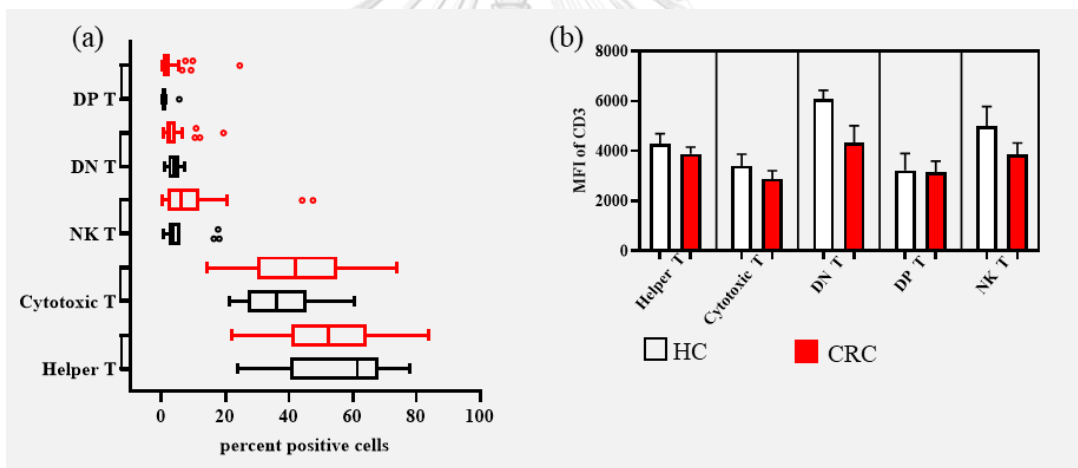 (a)
DP T
DN T
NK T
Cytotoxic T
Helper T
0 20 40 60 80 100
percent positive cells
(b)
8000
6000
4000
2000
0
MFI of CD3
Helper T
Cytotoxic T
DN T
DP T
NK T
HC
CRC